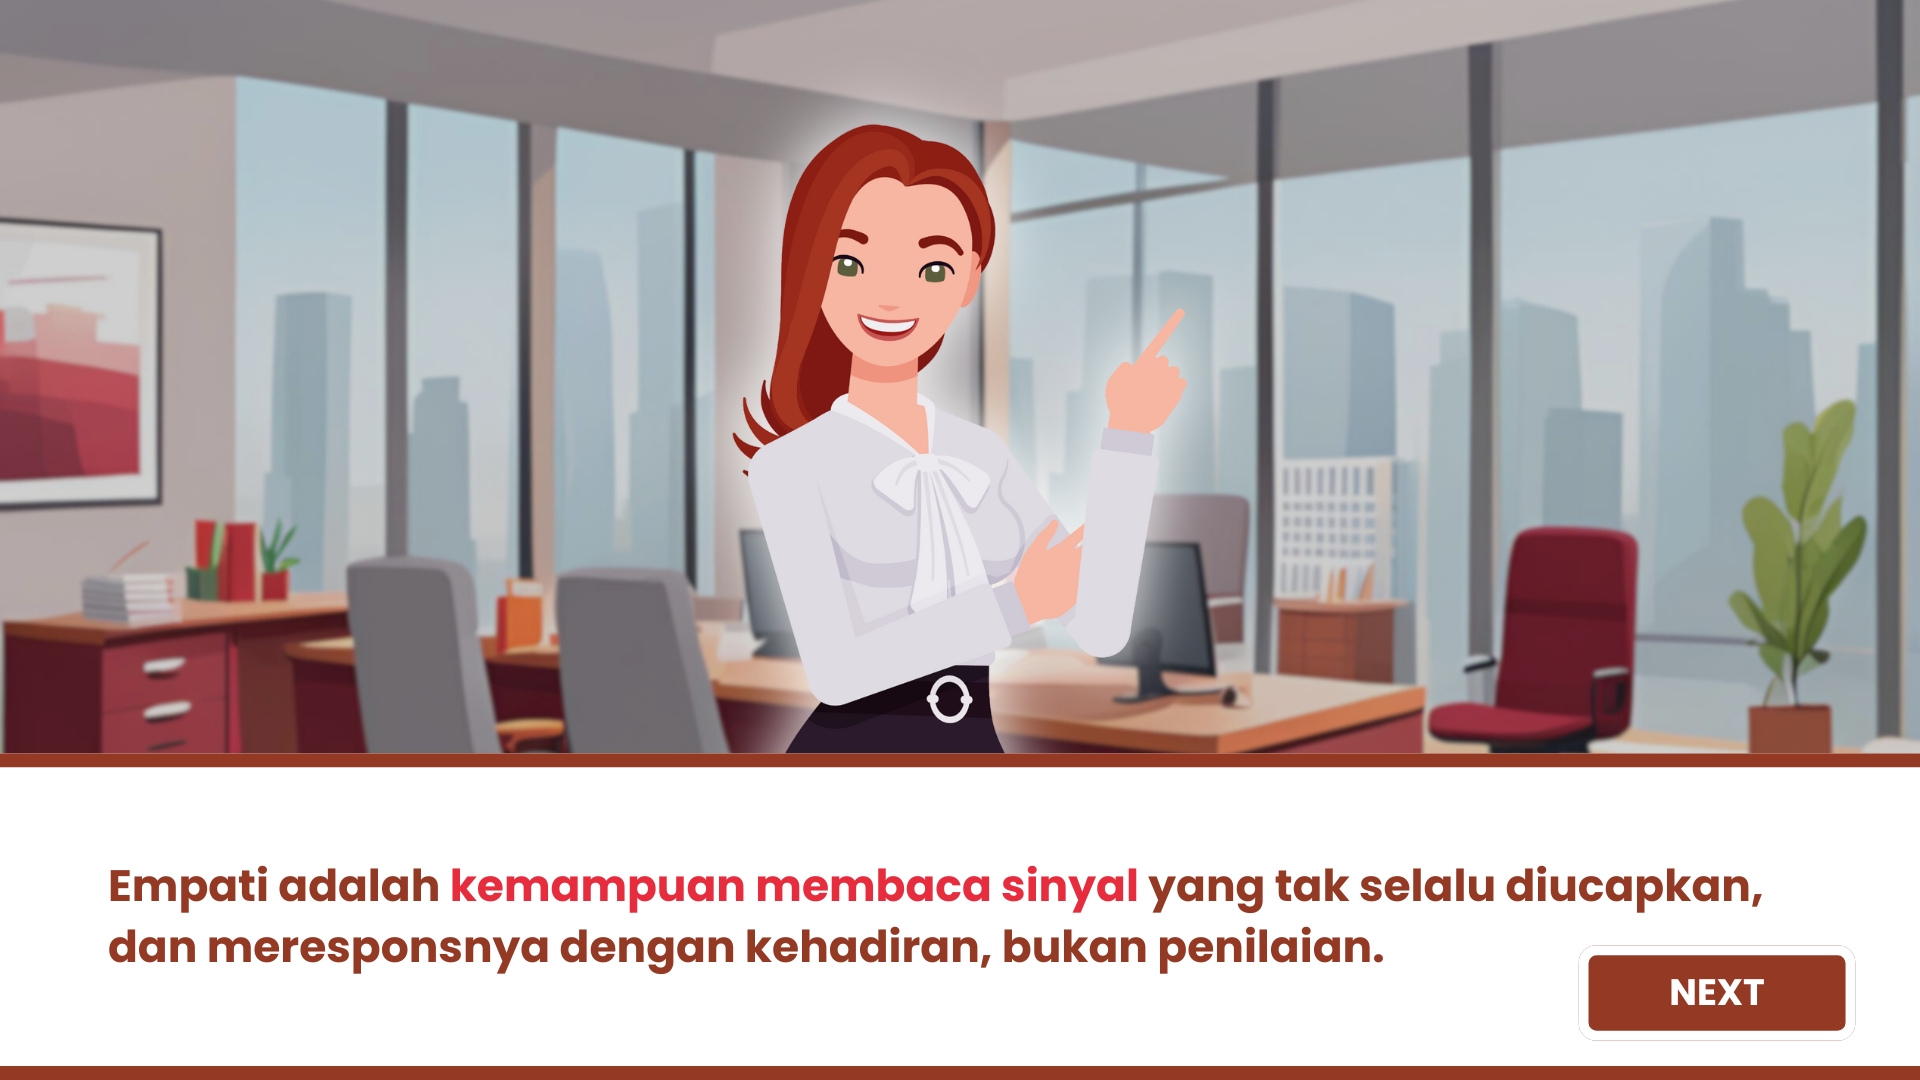 Empati adalah kemampuan membaca sinyal yang tak selalu diucapkan,
dan meresponsnya dengan kehadiran, bukan penilaian.
NEXT